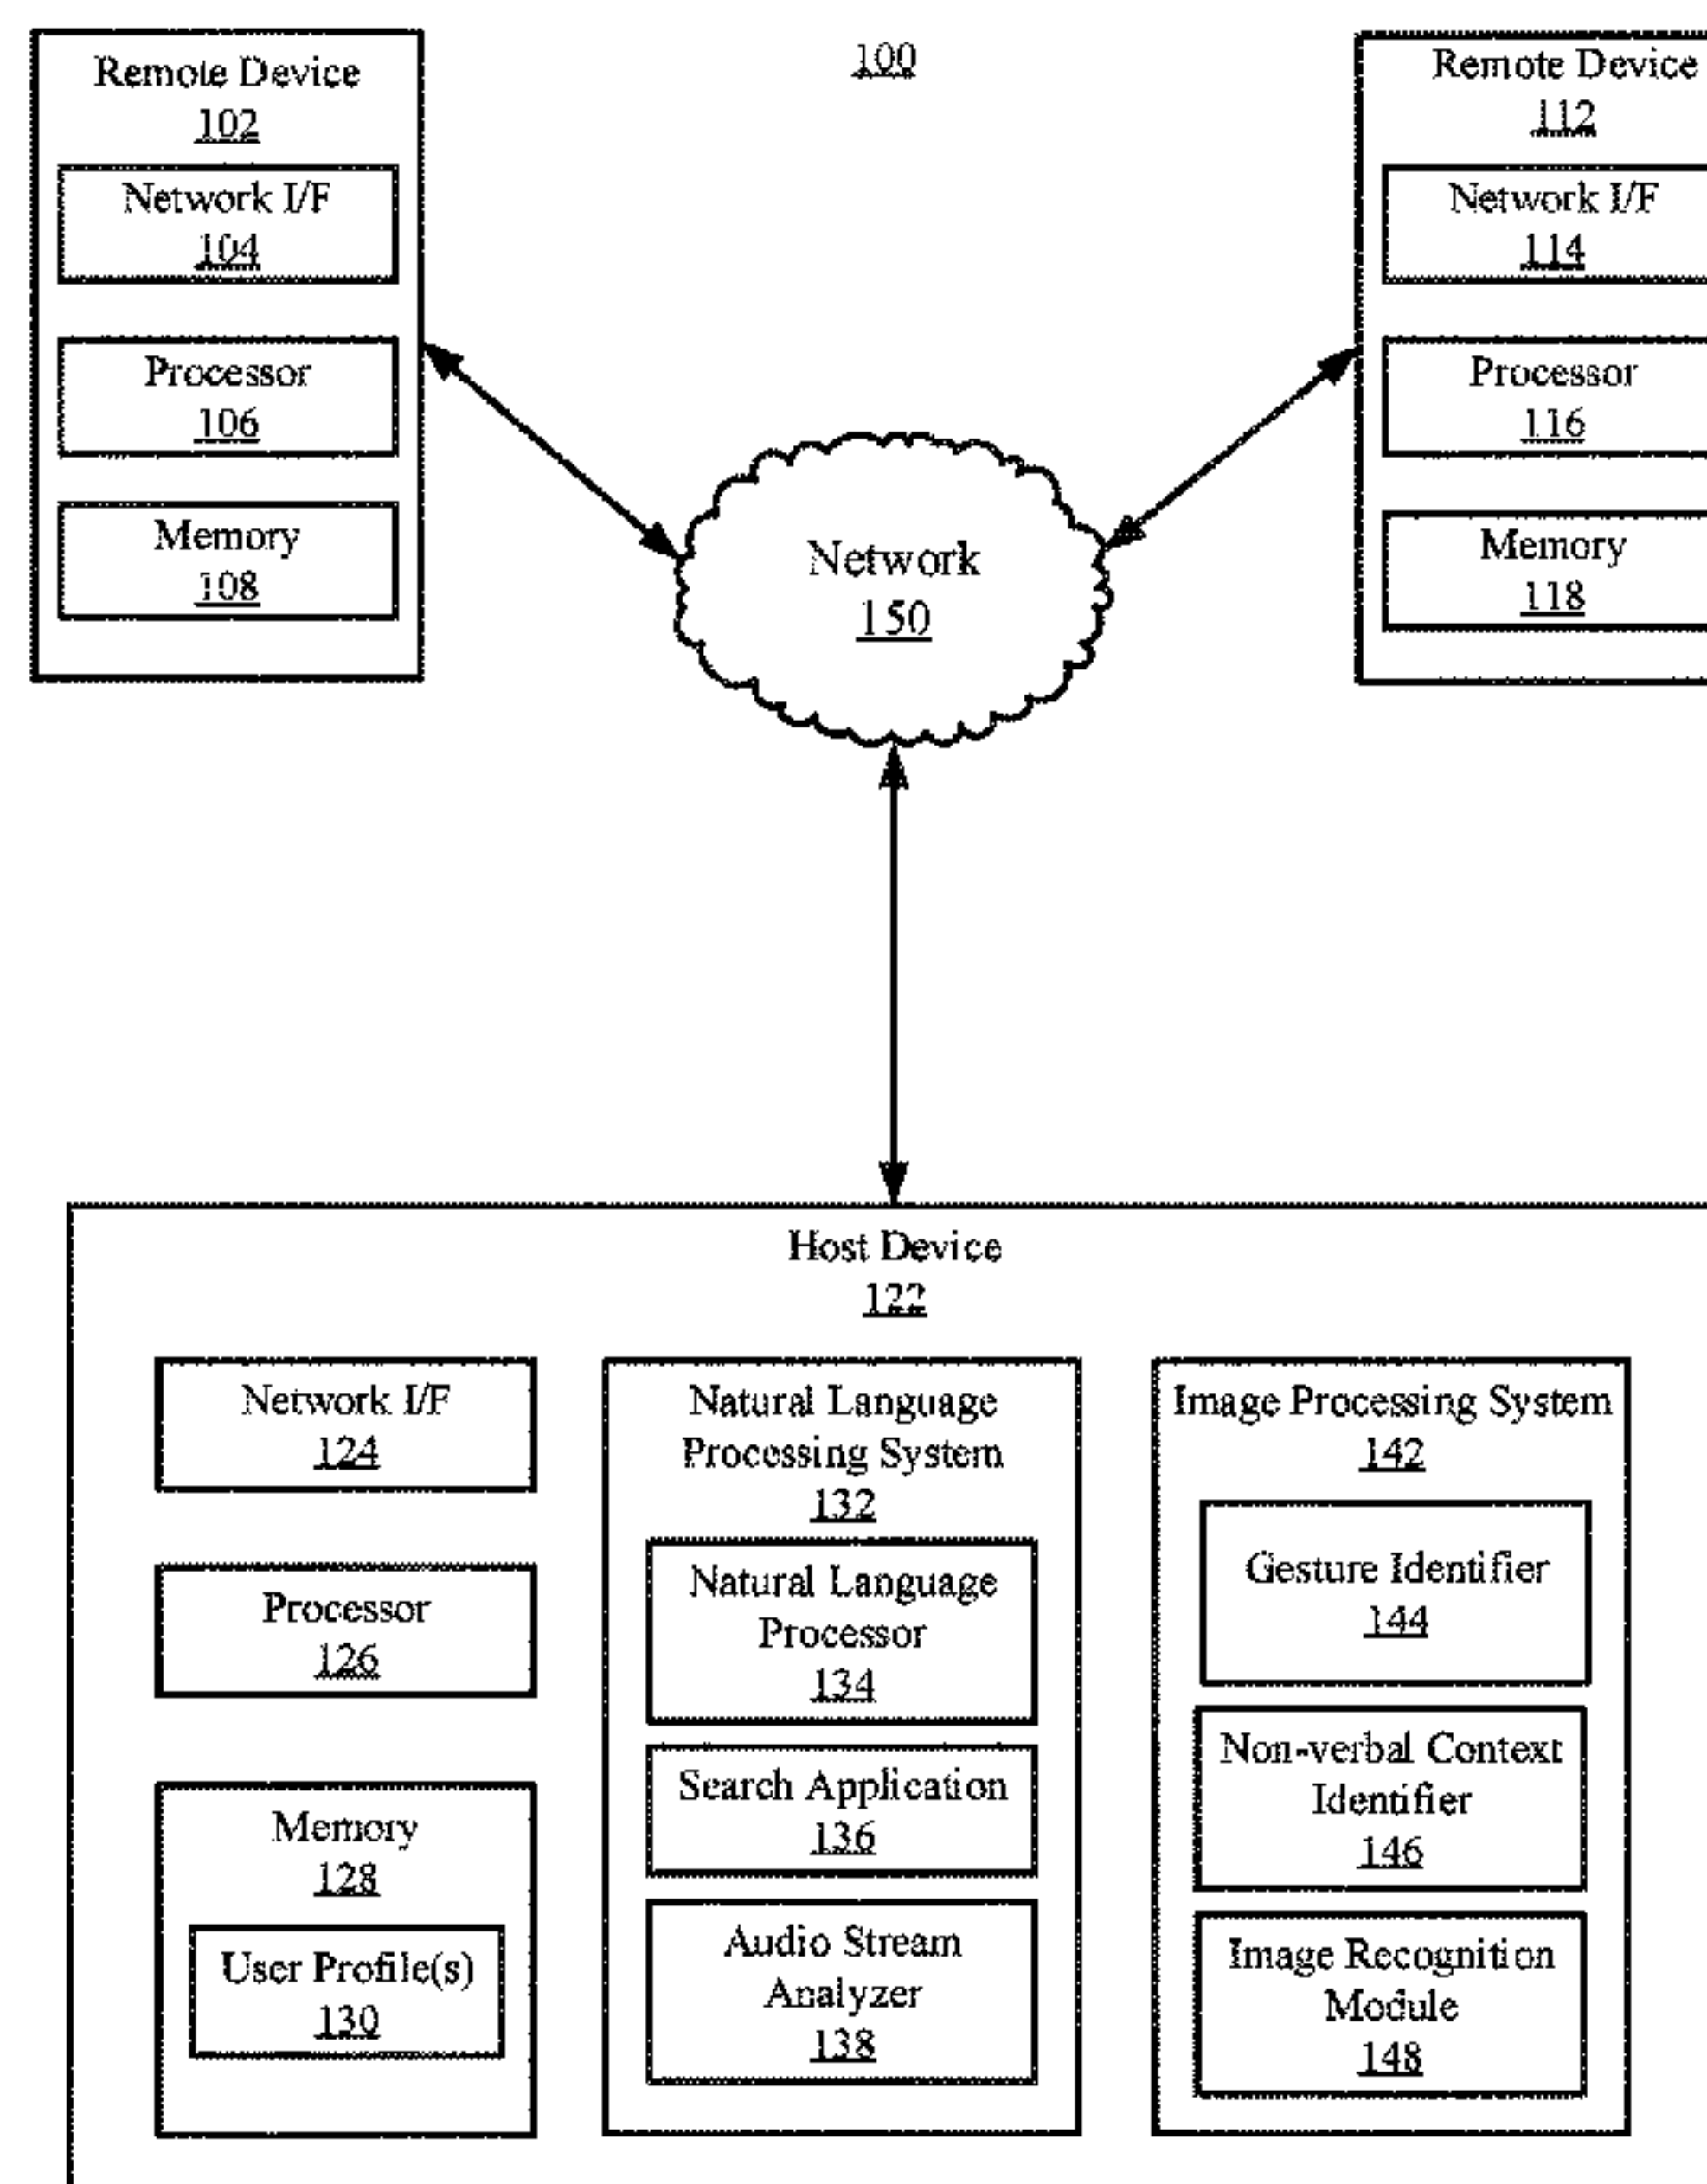 100
Remote Device
102
Network I/F
104
Processor
106
Memory
108
Remote Device
112
Network I/F
114
Processor
116
Memory
118
Network
150
Host Device
122
Network I/F
124
Processor
126
Memory
128
User Profile(s)
130
Natural Language
Processing System
132
Natural Language
Processor
134
Search Application
136
Audio Stream
Analyzer
138
Image Processing System
142
Gesture Identifier
144
Non-verbal Context
Identifier
146
Image Recognition
Module
148